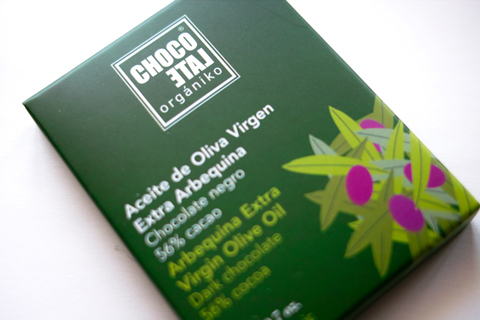 CHOCO
LATE
orgániko
Aceite de Oliva Virgen
Extra Arbequina
Chocolate negro
56% cacao
Arbequina Extra
Virgin Olive Oil
Dark chocolate
56% cocoa